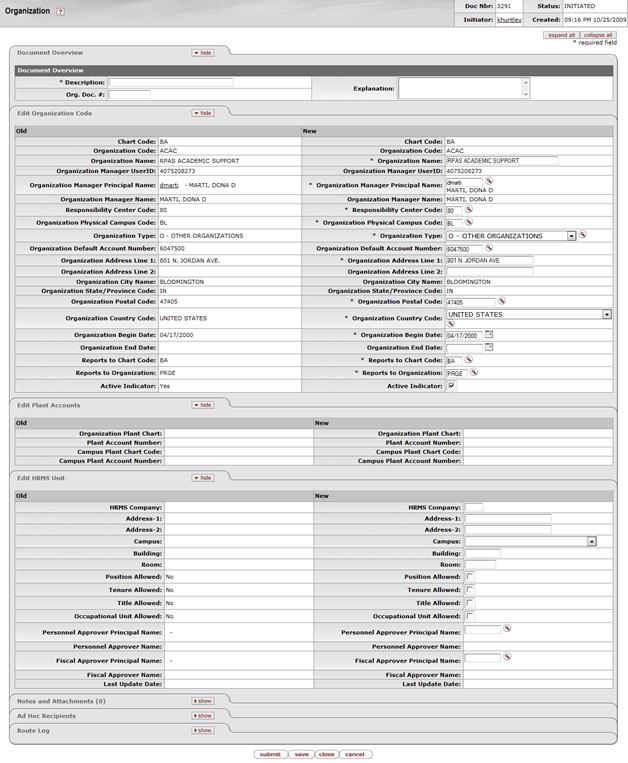 Organization ?
Doc Nbr: 3291 Status: INITIATED
Initiator: khuntley Created: 09:16 PM 10/25/2009
expand all collapse all
* required field
Document Overview hide
Document Overview
* Description: Explanation:
Org. Doc. #:
Edit Organization Code hide
Old New
Chart Code: BA Chart Code: BA
Organization Code: ACAC Organization Code: ACAC
Organization Name: RPAS ACADEMIC SUPPORT * Organization Name: RPAS ACADEMIC SUPPORT
Organization Manager UserID: 4075208273 Organization Manager UserID: 4075208273
Organization Manager Principal Name: dmarti - MARTI, DONA D * Organization Manager Principal Name: dmarti
MARTI, DONA D
Organization Manager Name: MARTI, DONA D Organization Manager Name: MARTI, DONA D
Responsibility Center Code: 80 * Responsibility Center Code: 80
Organization Physical Campus Code: BL * Organization Physical Campus Code: BL
Organization Type: O - OTHER ORGANIZATIONS * Organization Type: O - OTHER ORGANIZATIONS
Organization Default Account Number: 6047500 Organization Default Account Number: 6047500
Organization Address Line 1: 801 N. JORDAN AVE. * Organization Address Line 1: 801 N. JORDAN AVE.
Organization Address Line 2: Organization Address Line 2:
Organization City Name: BLOOMINGTON Organization City Name: BLOOMINGTON
Organization State/Province Code: IN Organization State/Province Code: IN
Organization Postal Code: 47405 * Organization Postal Code: 47405
Organization Country Code: UNITED STATES * Organization Country Code: UNITED STATES
Organization Begin Date: 04/17/2000 * Organization Begin Date: 04/17/2000
Organization End Date: Organization End Date:
Reports to Chart Code: BA * Reports to Chart Code: BA
Reports to Organization: PRGE * Reports to Organization: PRGE
Active Indicator: Yes Active Indicator:
Edit Plant Accounts hide
Old New
Organization Plant Chart: Organization Plant Chart:
Plant Account Number: Plant Account Number:
Campus Plant Chart Code: Campus Plant Chart Code:
Campus Plant Account Number: Campus Plant Account Number:
Edit HRMS Unit hide
Old New
HRMS Company: HRMS Company:
Address-1: Address-1:
Address-2: Address-2:
Campus: Campus:
Building: Building:
Room: Room:
Position Allowed: No Position Allowed:
Tenure Allowed: No Tenure Allowed:
Title Allowed: No Title Allowed:
Occupational Unit Allowed: No Occupational Unit Allowed:
Personnel Approver Principal Name: - Personnel Approver Principal Name:
Personnel Approver Name: Personnel Approver Name:
Fiscal Approver Principal Name: - Fiscal Approver Principal Name:
Fiscal Approver Name: Fiscal Approver Name:
Last Update Date: Last Update Date:
Notes and Attachments (0) show
Ad Hoc Recipients show
Route Log show
submit save close cancel